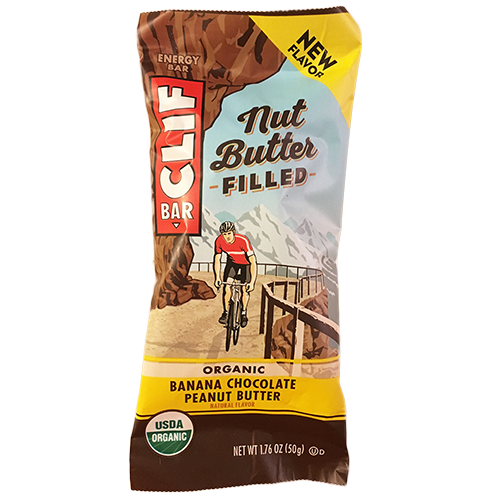 ENERGY
BAR
CLIF
BAR
NEW
FLAVOR
Nut
Butter
-FILLED-
ORGANIC
BANANA CHOCOLATE
PEANUT BUTTER
NATURAL FLAVOR
USDA
ORGANIC
NET WT 1.76 OZ (50g) U D